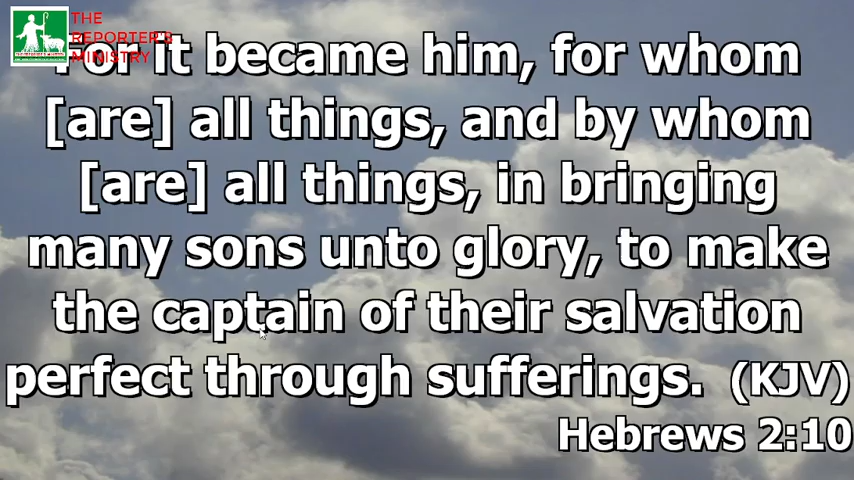 THE
REPORTER'S
MINISTRY
For it became him, for whom
[are] all things, and by whom
[are] all things, in bringing
many sons unto glory, to make
the captain of their salvation
perfect through sufferings. (KJV)
Hebrews 2:10